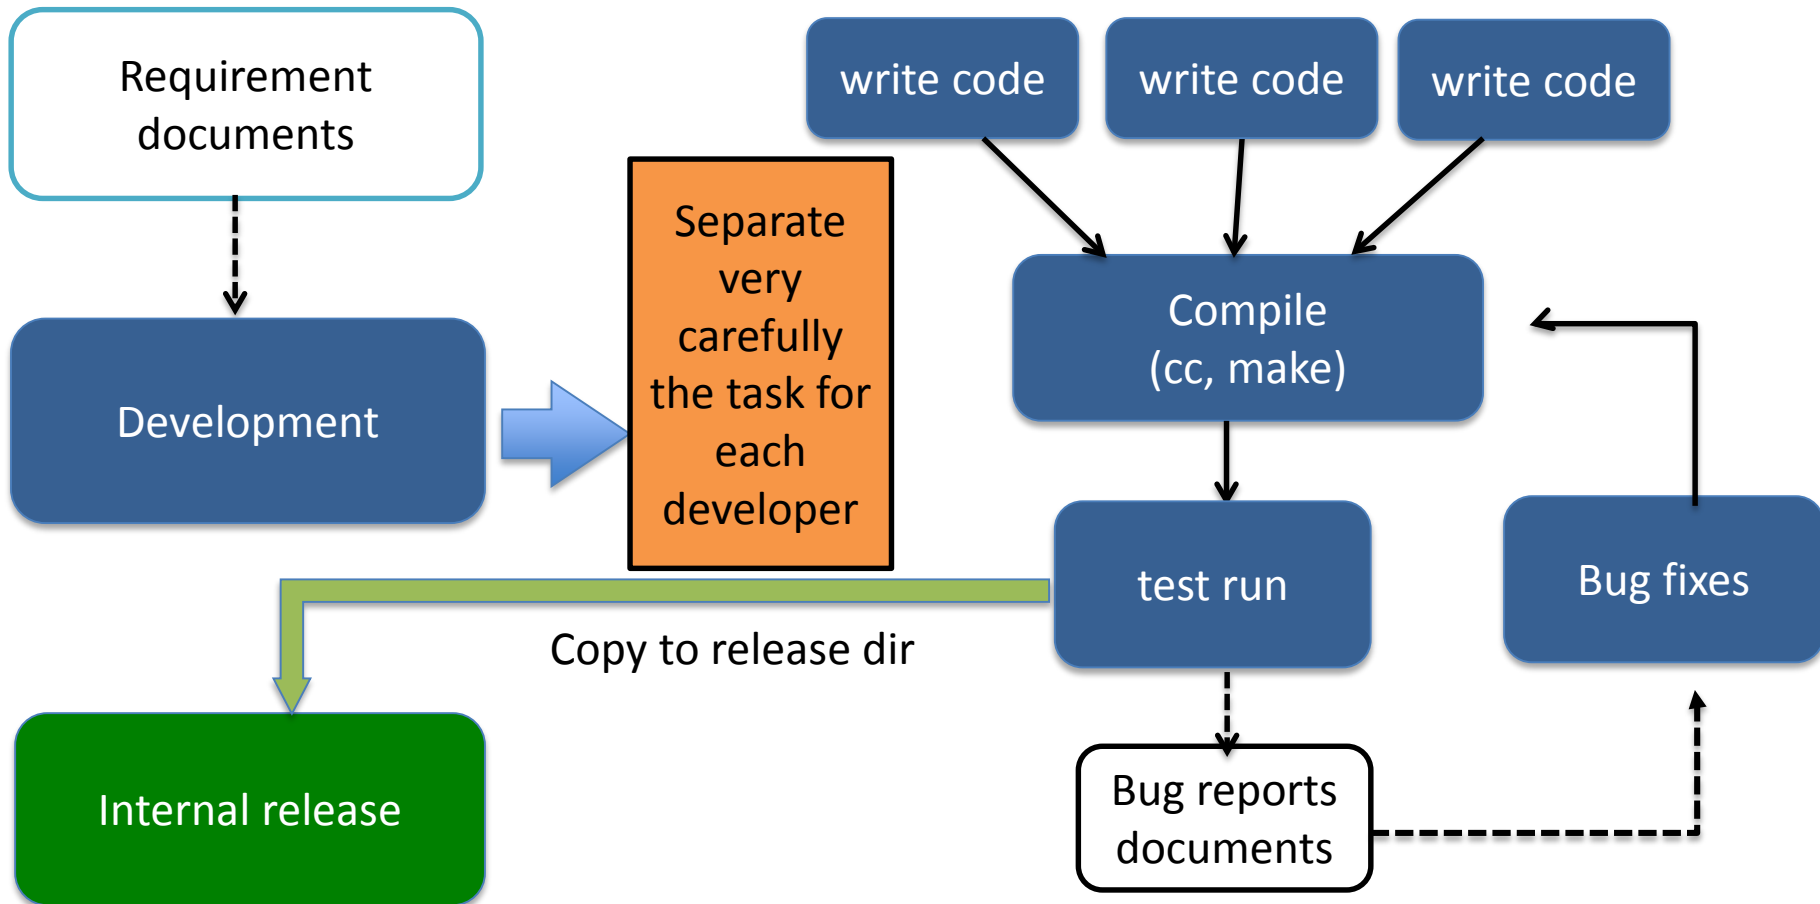 Requirement
documents
write code
write code
write code
Separate
very
carefully
the task for
each
developer
Compile
(cc, make)
Development
test run
Bug fixes
Copy to release dir
Internal release
Bug reports
documents